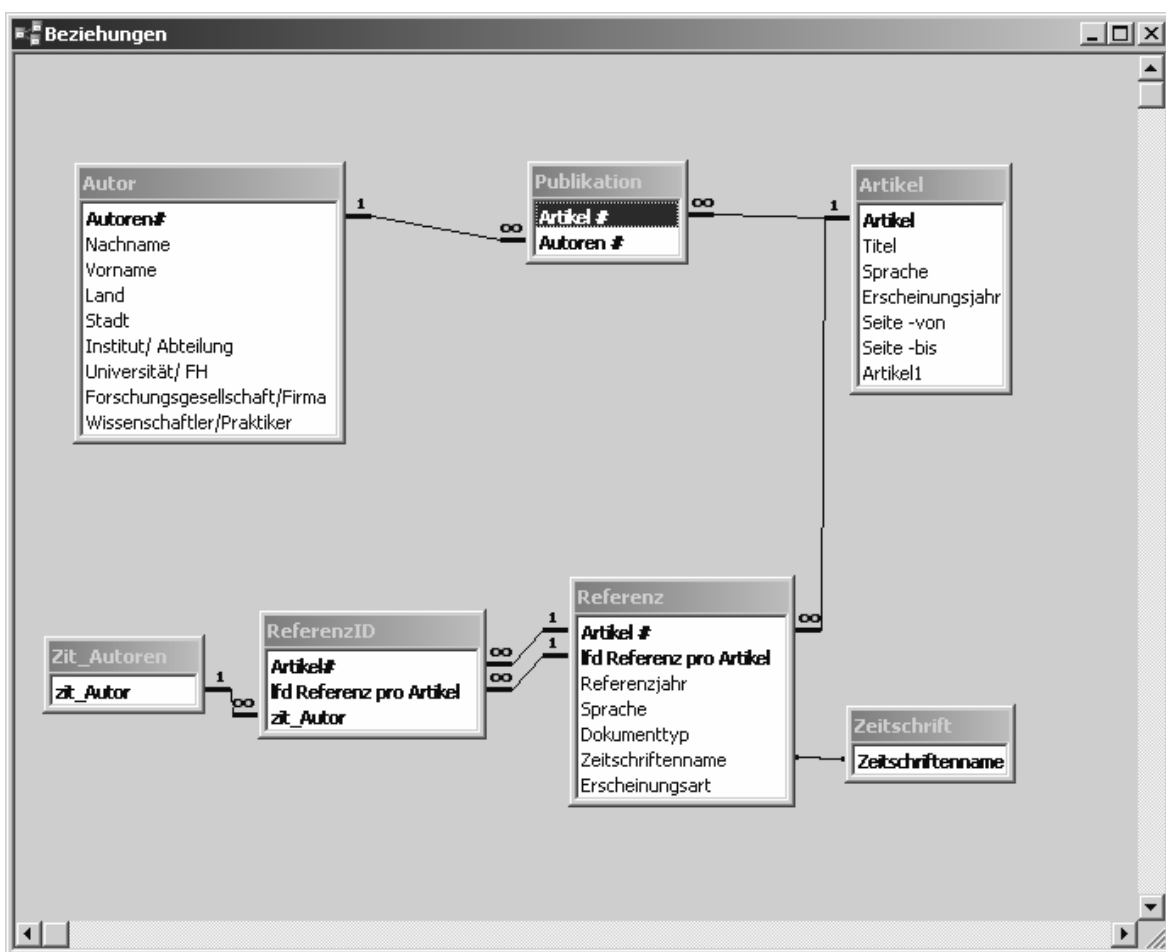 Beziehungen
Autor
Autoren#
Nachname
Vorname
Land
Stadt
Institut/ Abteilung
Universität/ FH
Forschungsgesellschaft/Firma
Wissenschaftler/Praktiker
1
∞
Publikation
Artikel #
Autoren #
∞
1
Artikel
Artikel
Titel
Sprache
Erscheinungsjahr
Seite -von
Seite -bis
Artikel1
Zit_Autoren
zit_Autor
1
∞
ReferenzID
Artikel#
lfd Referenz pro Artikel
zit_Autor
∞
∞
1
1
Referenz
Artikel #
lfd Referenz pro Artikel
Referenzjahr
Sprache
Dokumenttyp
Zeitschriftenname
Erscheinungsart
∞
Zeitschrift
Zeitschriftenname